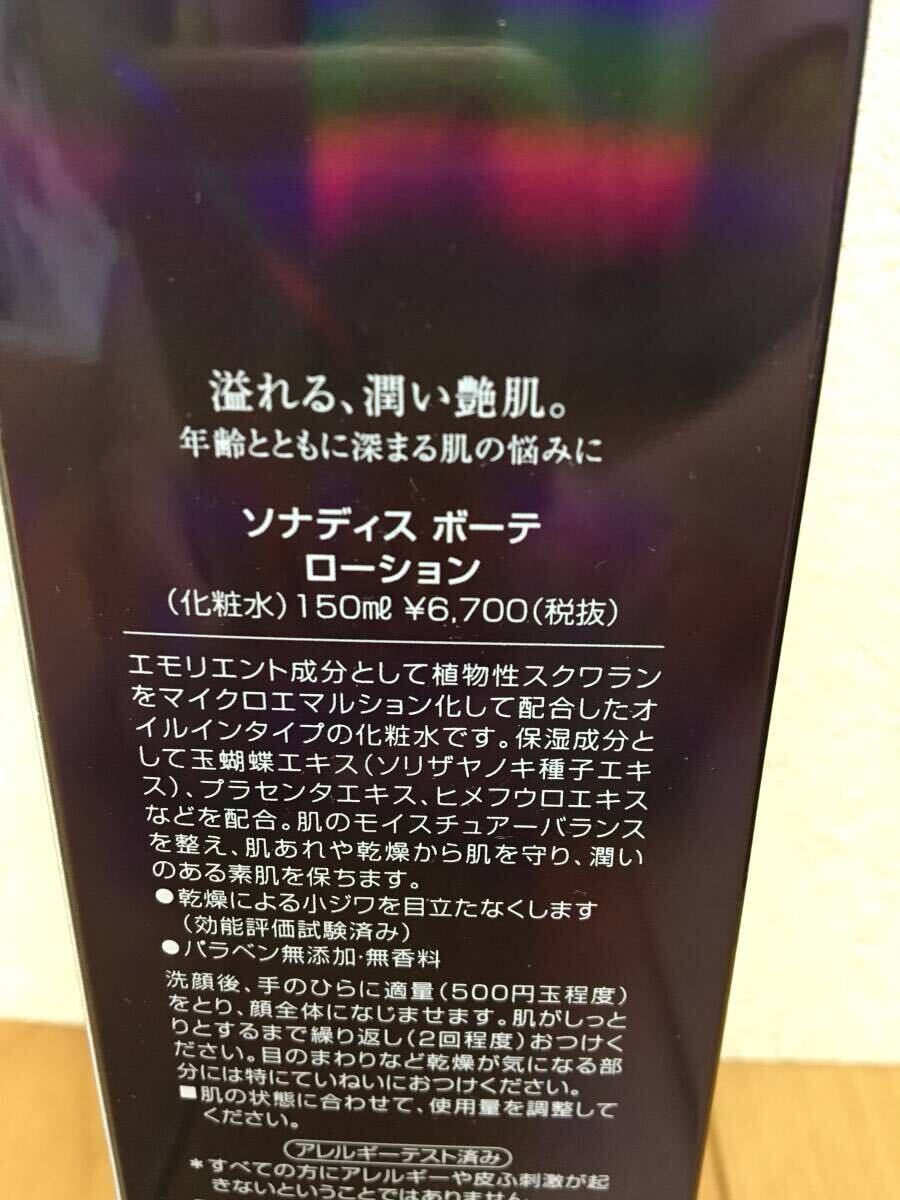 溢れる、潤い艶肌。
年齢とともに深まる肌の悩みに
ソナディス ボーテ
ローション
(化粧水)150㎖ ¥6,700(税抜)
エモリエント成分として植物性スクワラン
をマイクロエマルション化して配合したオ
イルインタイプの化粧水です。保湿成分と
して玉蝴蝶エキス(ソリザヤノキ種子エキ
ス)、プラセンタエキス、ヒメフウロエキス
などを配合。肌のモイスチュアーバランス
を整え、肌あれや乾燥から肌を守り、潤い
のある素肌を保ちます。
●乾燥による小ジワを目立たなくします
(効能評価試験済み)
●パラベン無添加・無香料
洗顔後、手のひらに適量(500円玉程度)
をとり、顔全体になじませます。肌がしっと
りとするまで繰り返し(2回程度)おつけく
ださい。目のまわりなど乾燥が気になる部
分には特にていねいにおつけください。
■肌の状態に合わせて、使用量を調整して
ください。
アレルギーテスト済み
*すべての方にアレルギーや皮ふ刺激が起
きないということではありません。